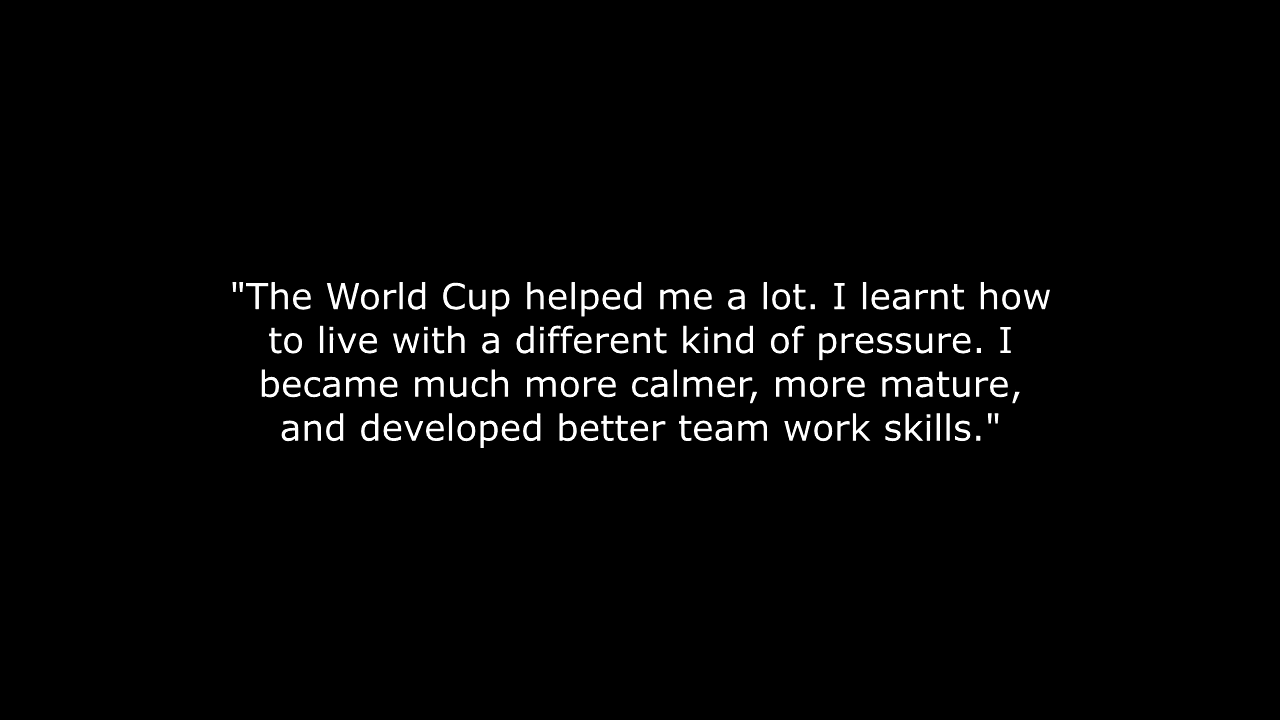 "The World Cup helped me a lot. I learnt how
to live with a different kind of pressure. I
became much more calmer, more mature,
and developed better team work skills."